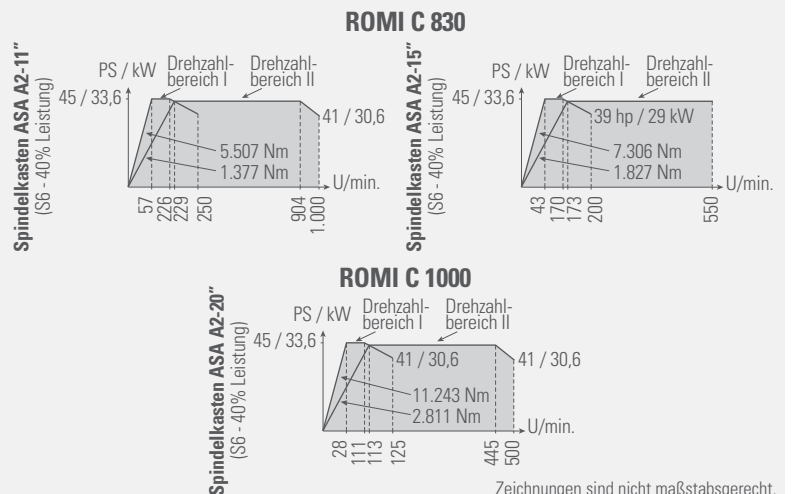 ROMI C 830
Spindelkasten ASA A2-11"
(S6 - 40% Leistung)
PS / kW
Drehzahl-
bereich I
Drehzahl-
bereich II
45 / 33,6
41 / 30,6
5.507 Nm
1.377 Nm
U/min.
57
226
229
250
904
1.000
Spindelkasten ASA A2-15"
(S6 - 40% Leistung)
PS / kW
Drehzahl-
bereich I
Drehzahl-
bereich II
45 / 33,6
39 hp / 29 kW
7.306 Nm
1.827 Nm
U/min.
43
170
173
200
550
ROMI C 1000
Spindelkasten ASA A2-20"
(S6 - 40% Leistung)
PS / kW
Drehzahl-
bereich I
Drehzahl-
bereich II
45 / 33,6
41 / 30,6
41 / 30,6
11.243 Nm
2.811 Nm
U/min.
28
111
113
125
445
500
Zeichnungen sind nicht maßstabsgerecht.